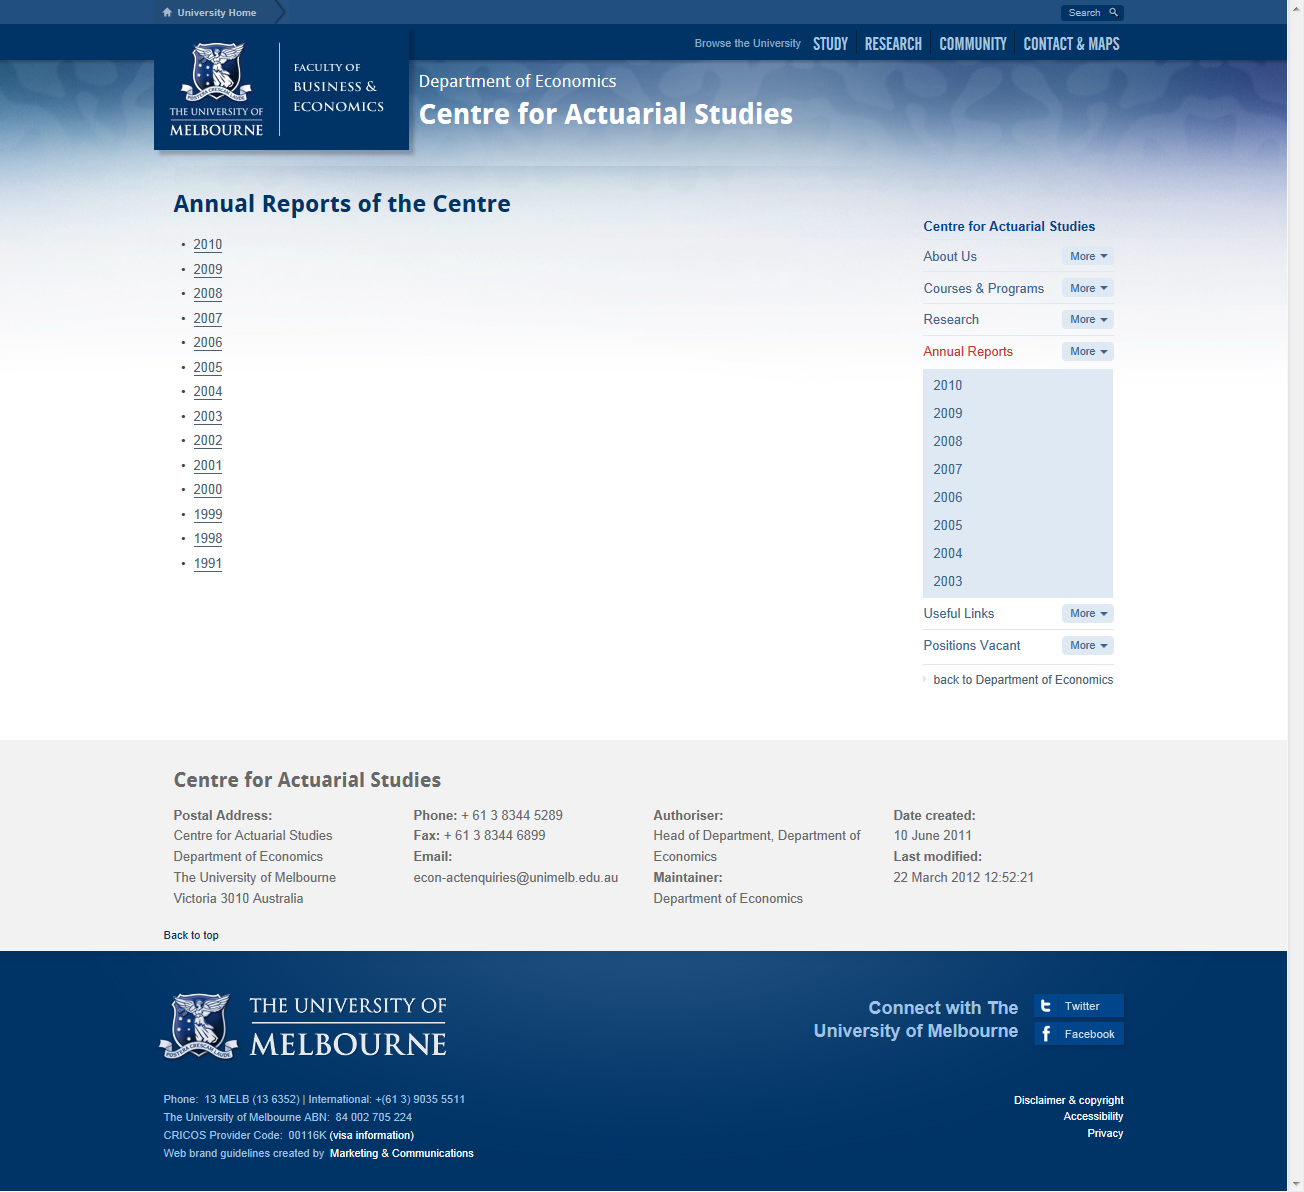 University Home
Search
Browse the University
STUDY
RESEARCH
COMMUNITY
CONTACT & MAPS
THE UNIVERSITY OF
MELBOURNE
FACULTY OF
BUSINESS &
ECONOMICS
Department of Economics
Centre for Actuarial Studies
Annual Reports of the Centre
• 2010
• 2009
• 2008
• 2007
• 2006
• 2005
• 2004
• 2003
• 2002
• 2001
• 2000
• 1999
• 1998
• 1991
Centre for Actuarial Studies
About Us More
Courses & Programs More
Research More
Annual Reports More
2010
2009
2008
2007
2006
2005
2004
2003
Useful Links More
Positions Vacant More
back to Department of Economics
Centre for Actuarial Studies
Postal Address:
Centre for Actuarial Studies
Department of Economics
The University of Melbourne
Victoria 3010 Australia
Phone: + 61 3 8344 5289
Fax: + 61 3 8344 6899
Email:
econ-actenquiries@unimelb.edu.au
Authoriser:
Head of Department, Department of
Economics
Maintainer:
Department of Economics
Date created:
10 June 2011
Last modified:
22 March 2012 12:52:21
Back to top
POSTERA CRESCAM LAUDE
THE UNIVERSITY OF
MELBOURNE
Connect with The
University of Melbourne
Twitter
Facebook
Phone: 13 MELB (13 6352) | International: +(61 3) 9035 5511
The University of Melbourne ABN: 84 002 705 224
CRICOS Provider Code: 00116K (visa information)
Web brand guidelines created by Marketing & Communications
Disclaimer & copyright
Accessibility
Privacy